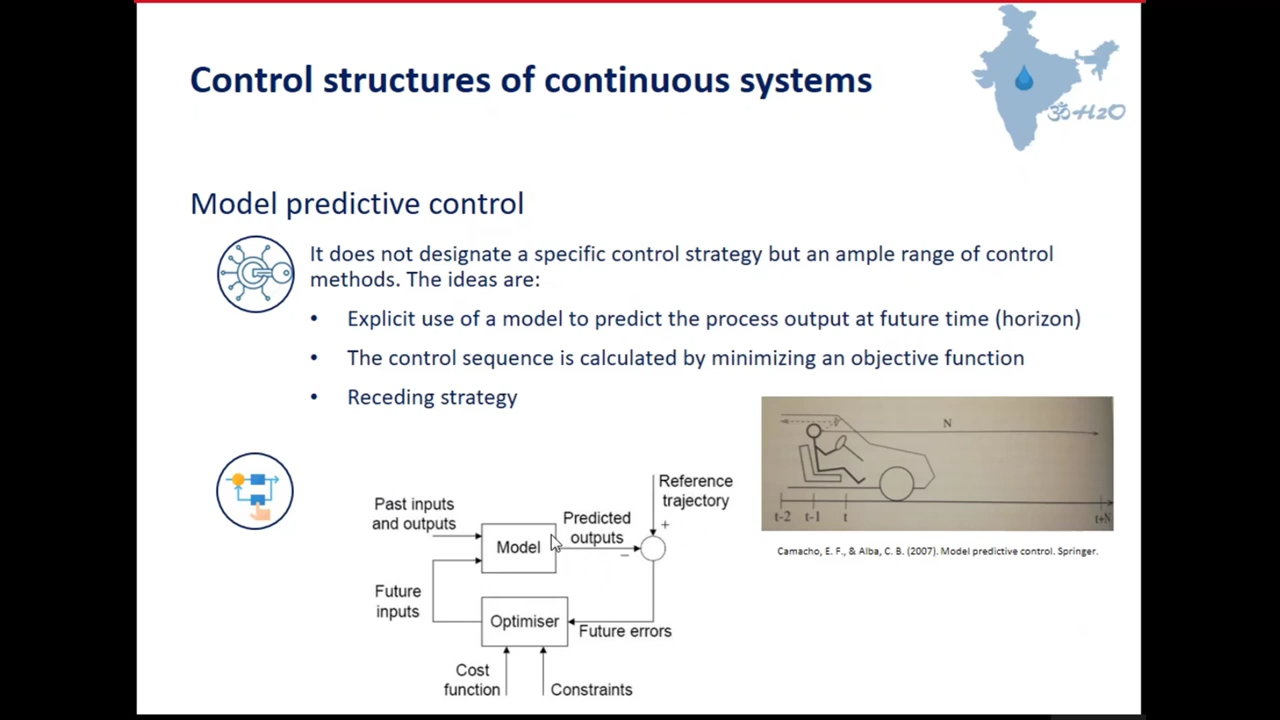 Control structures of continuous systems
ॐH2O
Model predictive control
It does not designate a specific control strategy but an ample range of control
methods. The ideas are:
• Explicit use of a model to predict the process output at future time (horizon)
• The control sequence is calculated by minimizing an objective function
• Receding strategy
N
t-2 t-1 t t+N
Camacho, E. F., & Alba, C. B. (2007). Model predictive control. Springer.
Past inputs
and outputs
Model
Predicted
outputs
Reference
trajectory
+
−
Future
inputs
Optimiser
Future errors
Cost
function
Constraints